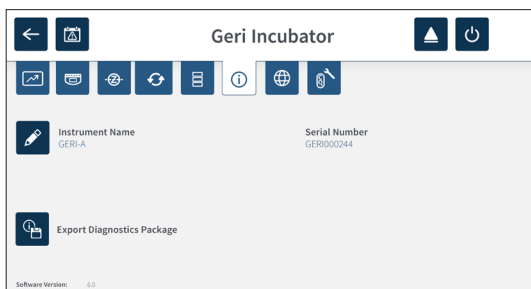 Geri Incubator
Instrument Name
GERI-A
Serial Number
GERI000244
Export Diagnostics Package
Software Version: 6.0